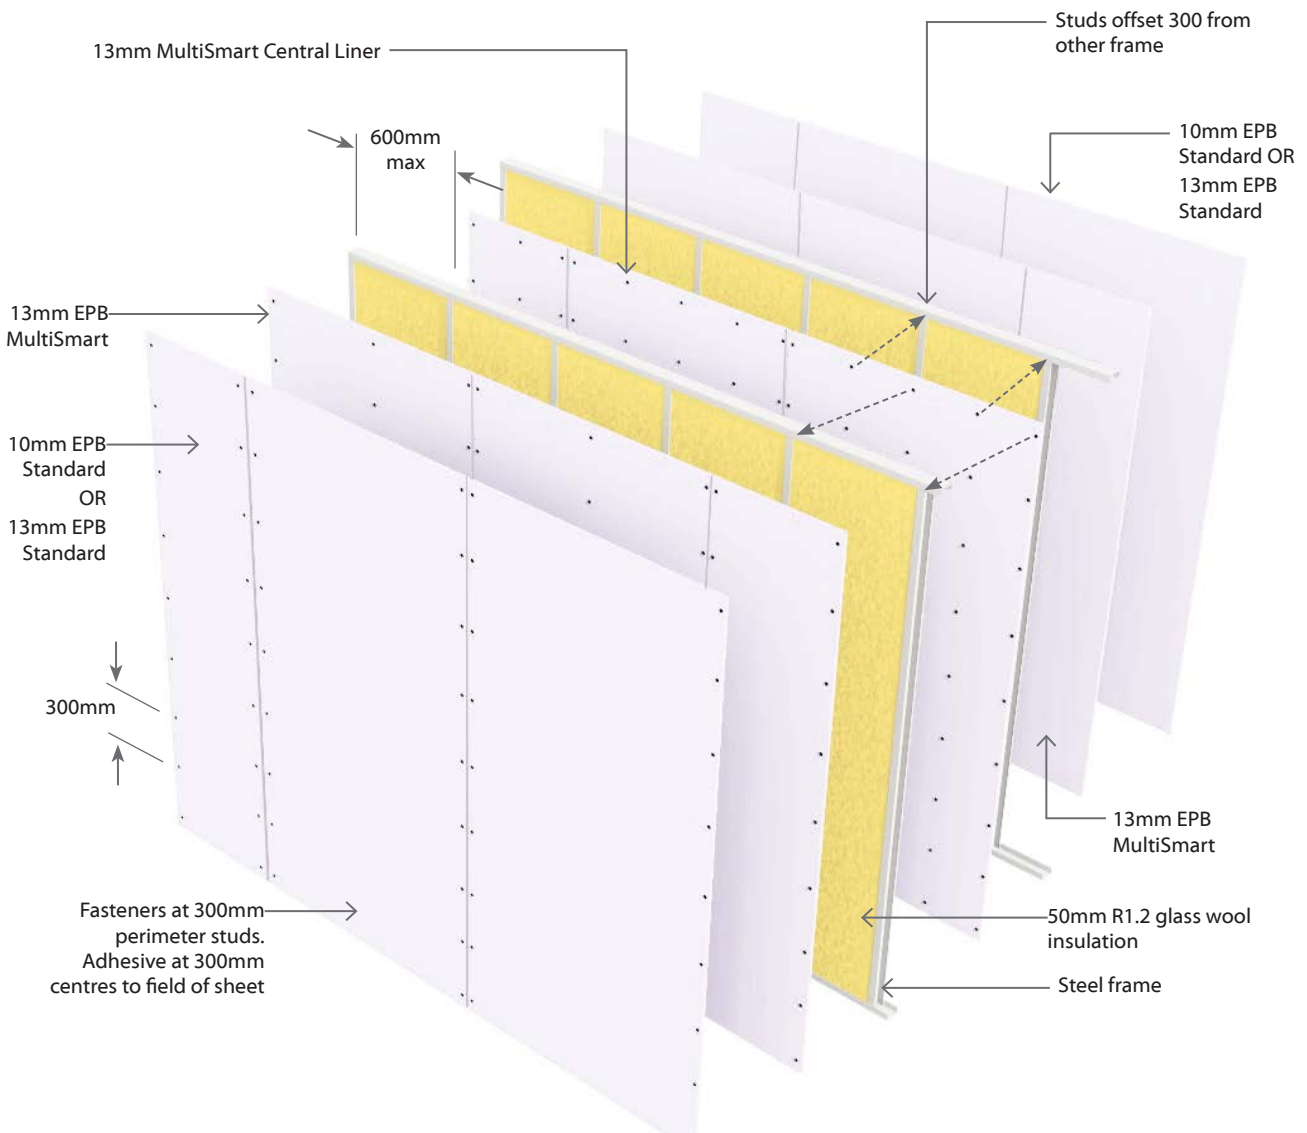 Studs offset 300 from
other frame
13mm MultiSmart Central Liner
600mm
max
10mm EPB
Standard OR
13mm EPB
Standard
13mm EPB
MultiSmart
10mm EPB
Standard
OR
13mm EPB
Standard
300mm
13mm EPB
MultiSmart
Fasteners at 300mm
perimeter studs.
Adhesive at 300mm
centres to field of sheet
50mm R1.2 glass wool
insulation
Steel frame